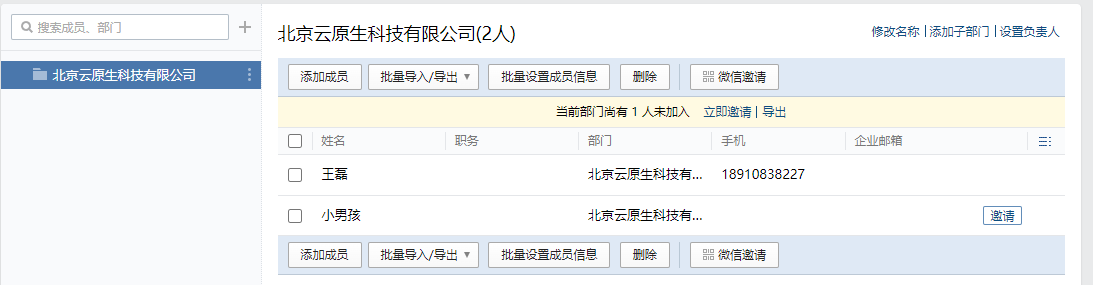 搜索成员、部门
北京云原生科技有限公司
北京云原生科技有限公司(2人)
修改名称 | 添加子部门 | 设置负责人
添加成员 批量导入/导出 批量设置成员信息 删除 微信邀请
当前部门尚有 1 人未加入 立即邀请 | 导出
姓名 职务 部门 手机 企业邮箱
王磊 北京云原生科技有... 18910838227
小男孩 北京云原生科技有... 邀请
添加成员 批量导入/导出 批量设置成员信息 删除 微信邀请